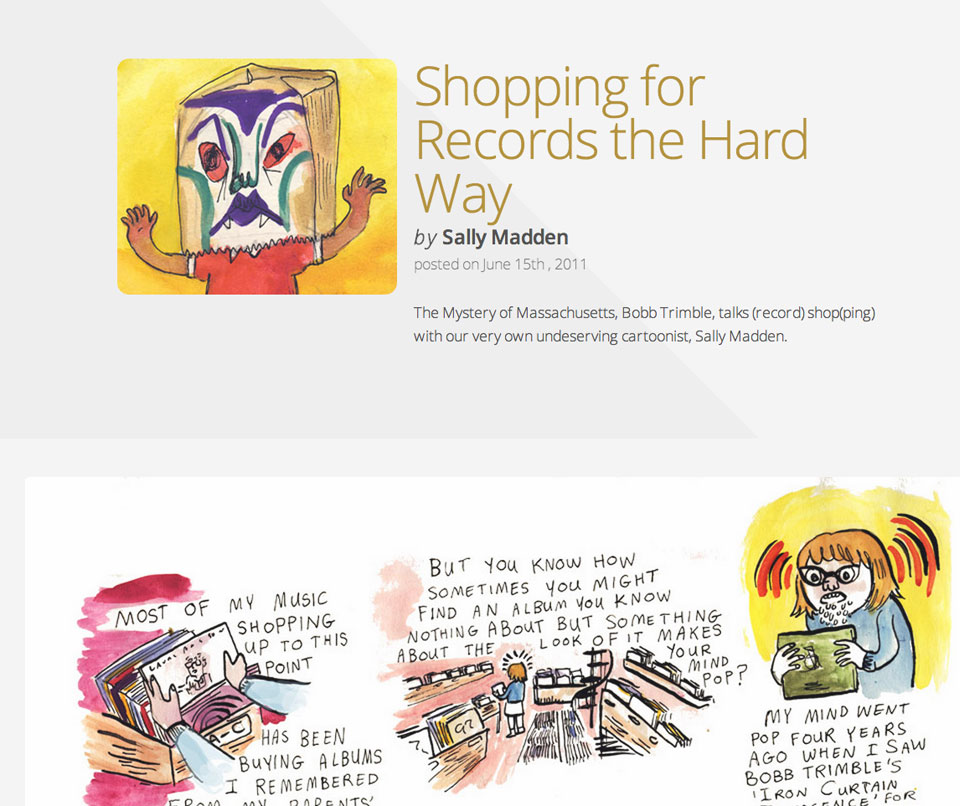 Shopping for
Records the Hard
Way
by Sally Madden
posted on June 15th , 2011
The Mystery of Massachusetts, Bobb Trimble, talks (record) shop(ping)
with our very own undeserving cartoonist, Sally Madden.
MOST OF MY MUSIC
SHOPPING
UP TO THIS
POINT
HAS BEEN
BUYING ALBUMS
I REMEMBERED
FROM MY PARENTS'
BUT YOU KNOW HOW
SOMETIMES YOU MIGHT
FIND AN ALBUM YOU KNOW
NOTHING ABOUT BUT SOMETHING
ABOUT THE LOOK OF IT MAKES
YOUR
MIND
POP?
MY MIND WENT
POP FOUR YEARS
AGO WHEN I SAW
BOBB TRIMBLE'S
'IRON CURTAIN
FOR